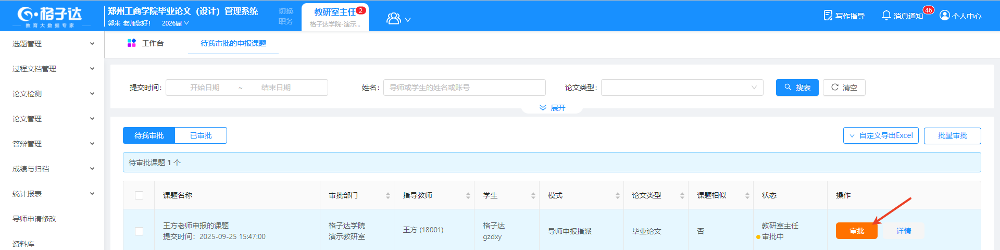 格子达
教育大数据专家
郑州工商学院毕业论文（设计）管理系统
郭米 老师您好！ 2026届
切换
职务
教研室主任 2
格子达学院-演示...
写作指导
消息通知 46
个人中心
选题管理
过程文档管理
论文检测
论文管理
答辩管理
成绩与归档
统计报表
导师申请修改
资料库
工作台 待我审批的申报课题
提交时间： 开始日期 ~ 结束日期 姓名： 导师或学生的姓名或账号 论文类型： 搜索 清空
展开
待我审批 已审批 自定义导出Excel 批量审批
待审批课题 1 个
课题名称 审批部门 指导教师 学生 模式 论文类型 课题相似 状态 操作
王方老师申报的课题
提交时间：2025-09-25 15:47:00
格子达学院
演示教研室
王方 (18001)
格子达
gzdxy
导师申报指派
毕业论文
否
教研室主任
审批中
审批 详情